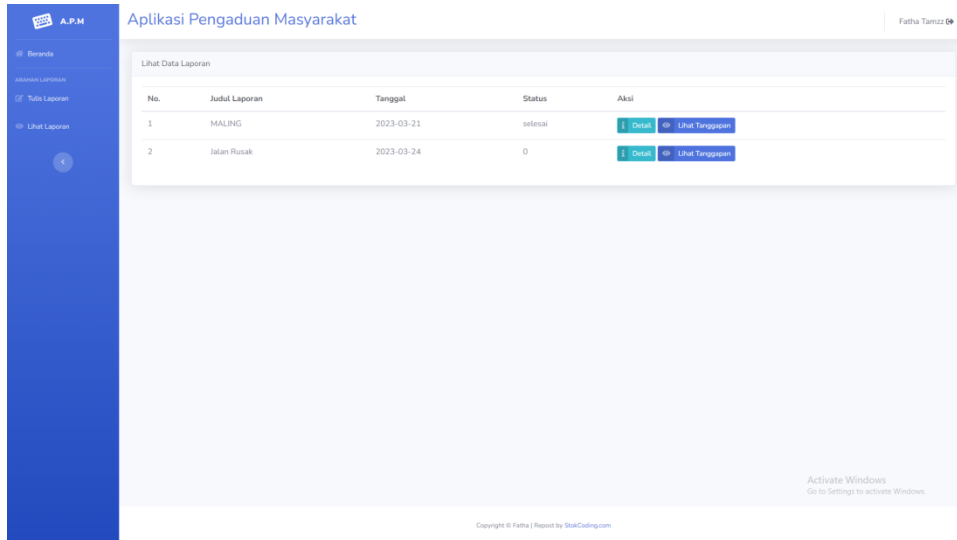 A.P.M
Aplikasi Pengaduan Masyarakat
Fatha Tamzz
Beranda
ARAHAN LAPORAN
Tulis Laporan
Lihat Laporan
Lihat Data Laporan
No. Judul Laporan Tanggal Status Aksi
1 MALING 2023-03-21 selesai Detail Lihat Tanggapan
2 Jalan Rusak 2023-03-24 0 Detail Lihat Tanggapan
Activate Windows
Go to Settings to activate Windows.
Copyright © Fatha | Repost by StokCoding.com